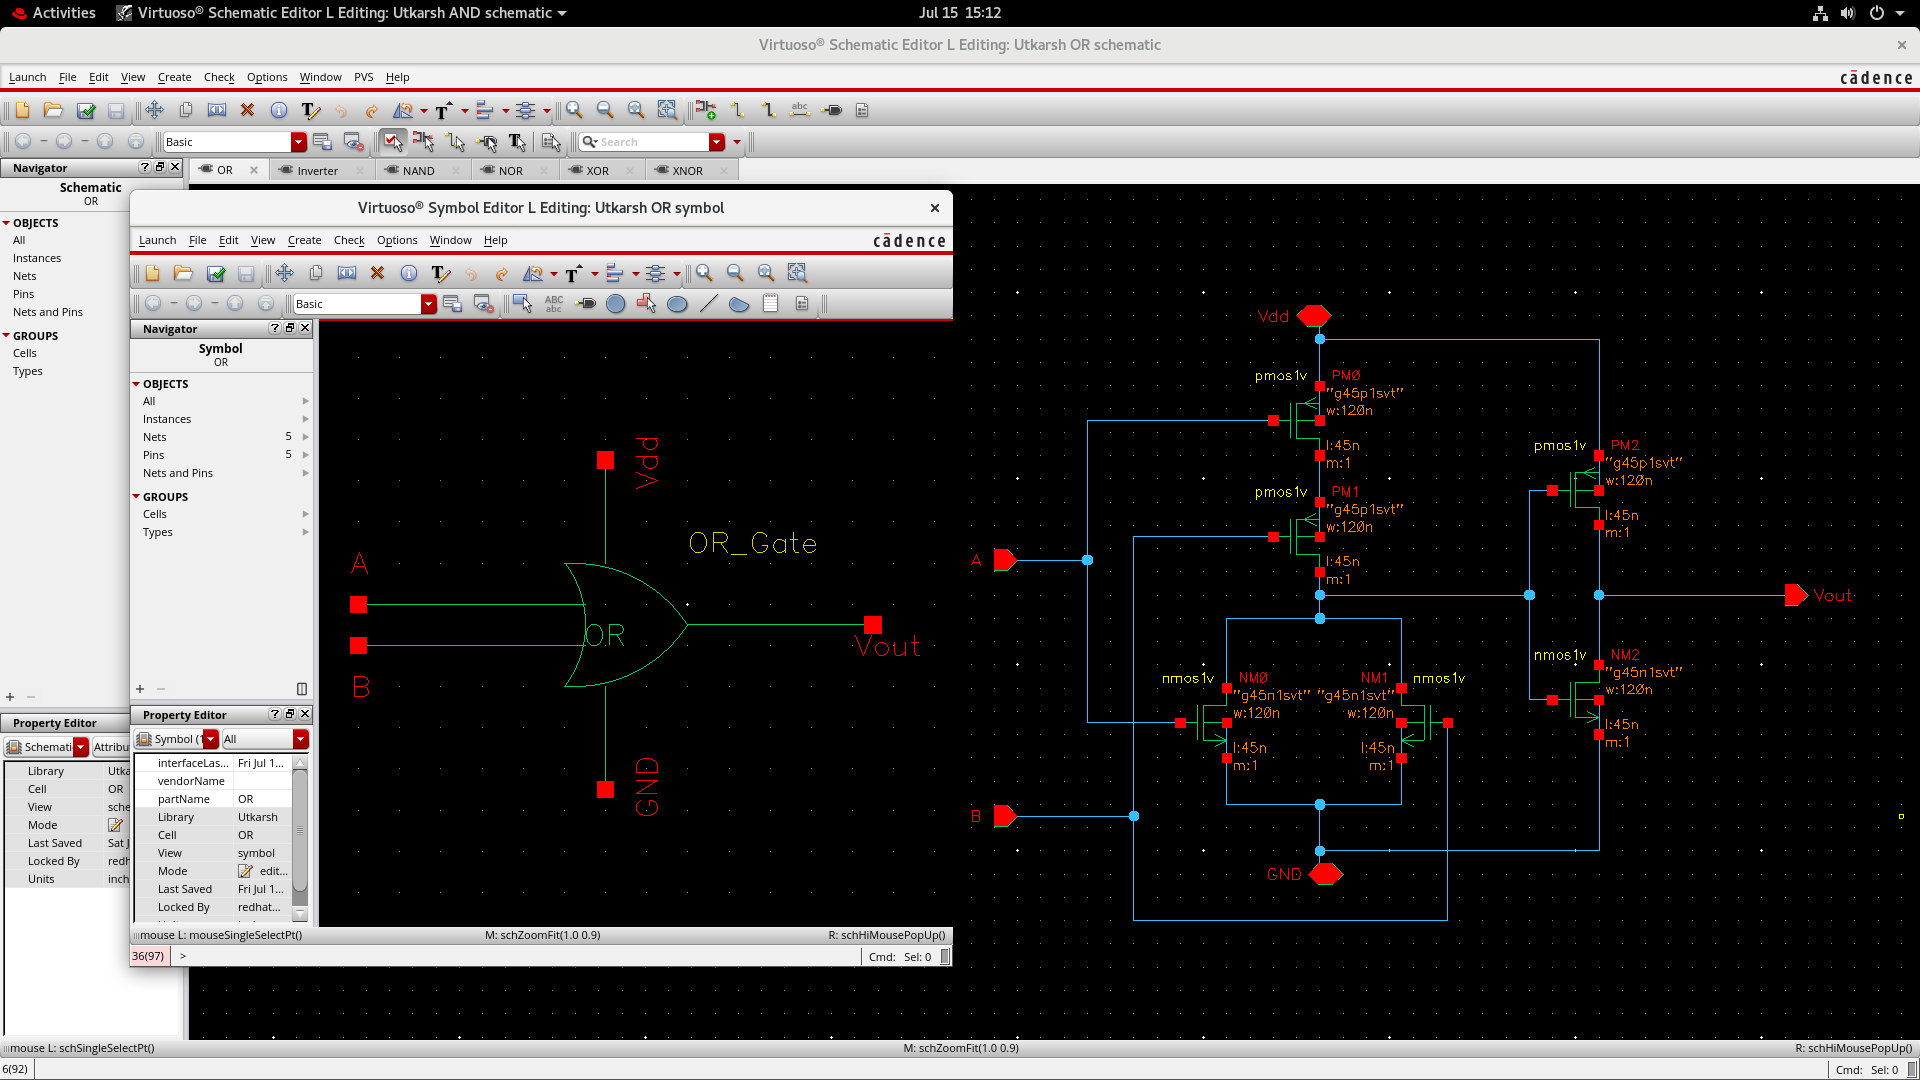 Activities
Virtuoso® Schematic Editor L Editing: Utkarsh AND schematic
Jul 15 15:12
Virtuoso® Schematic Editor L Editing: Utkarsh OR schematic
Launch File Edit View Create Check Options Window PVS Help
cādence
Basic
Search
Navigator
OR Inverter NAND NOR XOR XNOR
Schematic
OR
OBJECTS
All
Instances
Nets
Pins
Nets and Pins
GROUPS
Cells
Types
Property Editor
Schemati Attribu
Library Utka
Cell OR
View sche
Mode
Last Saved Sat J
Locked By redh
Units inch
Virtuoso® Symbol Editor L Editing: Utkarsh OR symbol
Launch File Edit View Create Check Options Window Help
cādence
Basic
ABC
abc
Navigator
Symbol
OR
OBJECTS
All
Instances
Nets 5
Pins 5
Nets and Pins
GROUPS
Cells
Types
Property Editor
Symbol (1 All
interfaceLas... Fri Jul 1...
vendorName
partName OR
Library Utkarsh
Cell OR
View symbol
Mode edit...
Last Saved Fri Jul 1...
Locked By redhat...
Vdd
OR_Gate
A
OR
Vout
B
GND
mouse L: mouseSingleSelectPt() M: schZoomFit(1.0 0.9) R: schHiMousePopUp()
36(97) > Cmd: Sel: 0
Vdd
pmos1v PM0
"g45p1svt"
w:120n
l:45n
m:1
pmos1v PM1
"g45p1svt"
w:120n
l:45n
m:1
pmos1v PM2
"g45p1svt"
w:120n
l:45n
m:1
A
Vout
nmos1v NM0
"g45n1svt"
w:120n
l:45n
m:1
NM1 nmos1v
"g45n1svt"
w:120n
l:45n
m:1
nmos1v NM2
"g45n1svt"
w:120n
l:45n
m:1
B
GND
mouse L: schSingleSelectPt() M: schZoomFit(1.0 0.9) R: schHiMousePopUp()
6(92) Cmd: Sel: 0